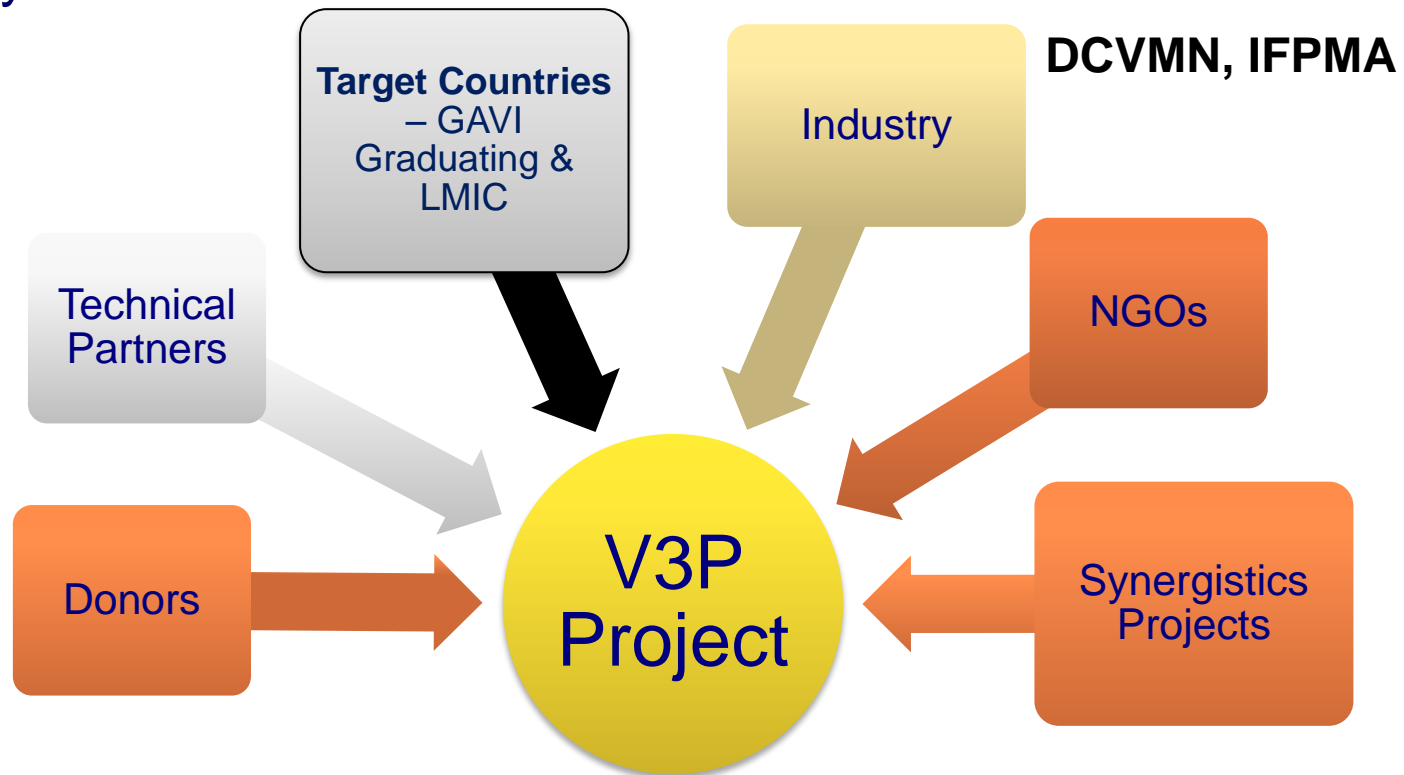 y
Target Countries
– GAVI
Graduating &
LMIC
Industry
DCVMN, IFPMA
Technical
Partners
NGOs
Donors
V3P
Project
Synergistics
Projects